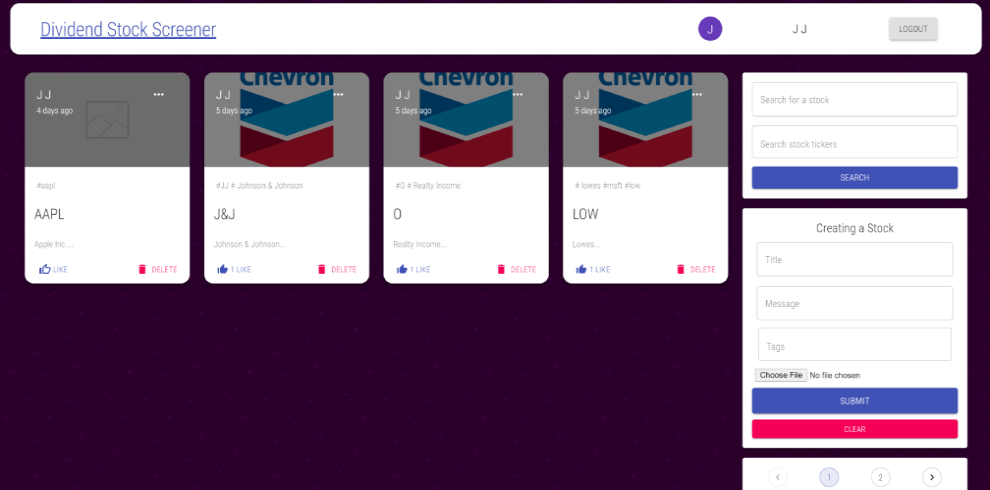 Dividend Stock Screener
J
J J
LOGOUT
J J
•••
4 days ago
#aapl
AAPL
Apple Inc....
LIKE
DELETE
Chevron
J J
•••
5 days ago
#JJ # Johnson & Johnson
J&J
Johnson & Johnson...
1 LIKE
DELETE
Chevron
J J
•••
5 days ago
#O # Realty Income
O
Realty Income...
1 LIKE
DELETE
Chevron
J J
•••
5 days ago
# lowes #msft #low
LOW
Lowes...
1 LIKE
DELETE
Search for a stock
Search stock tickers
SEARCH
Creating a Stock
Title
Message
Tags
Choose File No file chosen
SUBMIT
CLEAR
‹ 1 2 ›